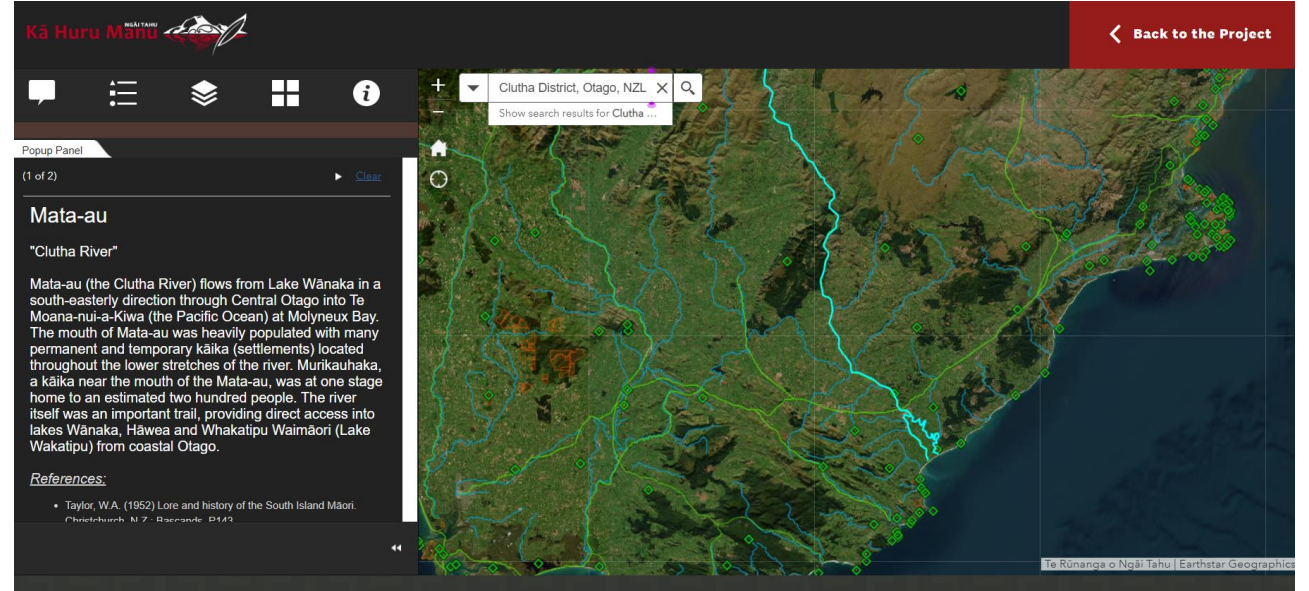 Kā Huru Manu
NGĀI TAHU
Back to the Project
Clutha District, Otago, NZL
Show search results for Clutha ...
Popup Panel
(1 of 2)
Clear
Mata-au
"Clutha River"
Mata-au (the Clutha River) flows from Lake Wānaka in a
south-easterly direction through Central Otago into Te
Moana-nui-a-Kiwa (the Pacific Ocean) at Molyneux Bay.
The mouth of Mata-au was heavily populated with many
permanent and temporary kāika (settlements) located
throughout the lower stretches of the river. Murikauhaka,
a kāika near the mouth of the Mata-au, was at one stage
home to an estimated two hundred people. The river
itself was an important trail, providing direct access into
lakes Wānaka, Hāwea and Whakatipu Waimāori (Lake
Wakatipu) from coastal Otago.
References:
Taylor, W.A. (1952) Lore and history of the South Island Māori.
Christchurch, N.Z.: Bascands. P143
Te Rūnanga o Ngāi Tahu | Earthstar Geographics